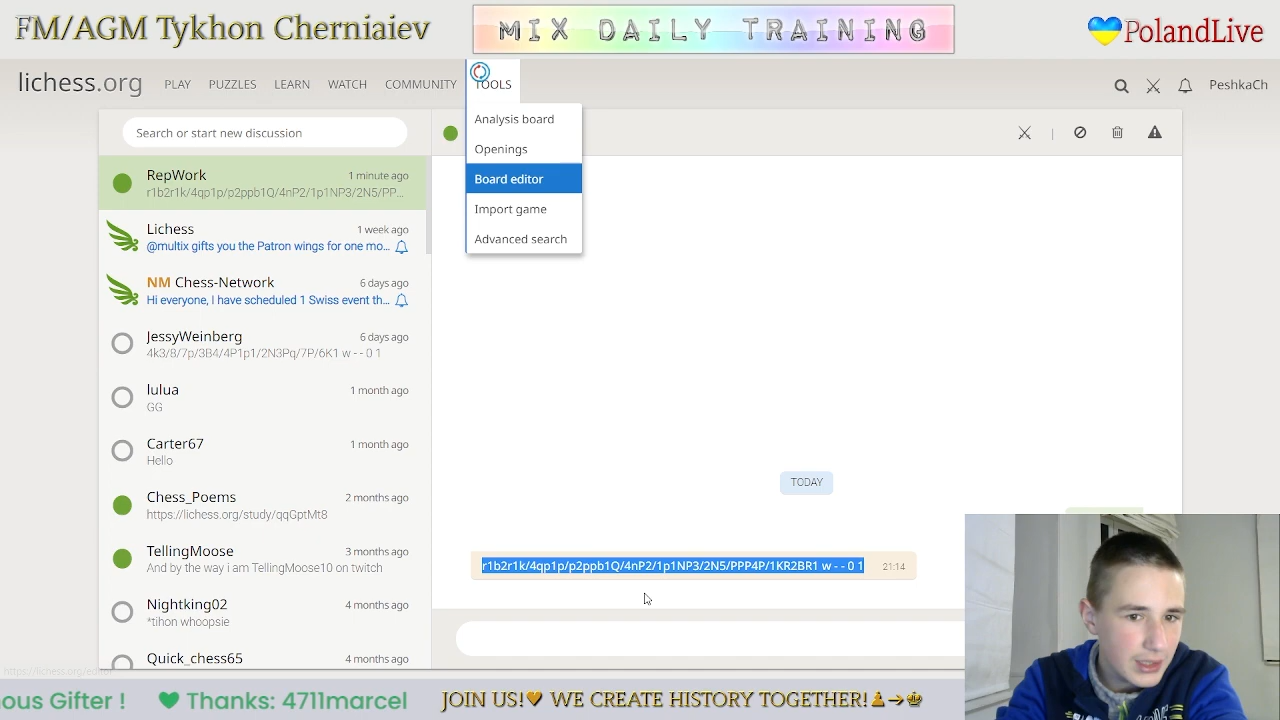 FM/AGM Tykhon Cherniaiev
MIX DAILY TRAINING
PolandLive
lichess.org
PLAY
PUZZLES
LEARN
WATCH
COMMUNITY
TOOLS
PeshkaCh
Analysis board
Openings
Board editor
Import game
Advanced search
Search or start new discussion
RepWork
1 minute ago
r1b2r1k/4qp1p/p2ppb1Q/4nP2/1p1NP3/2N5/PP...
Lichess
1 week ago
@multix gifts you the Patron wings for one mo...
NM Chess-Network
6 days ago
Hi everyone, I have scheduled 1 Swiss event th...
JessyWeinberg
6 days ago
4k3/8/7p/3B4/4P1p1/2N3Pq/7P/6K1 w - - 0 1
lulua
1 month ago
GG
Carter67
1 month ago
Hello
Chess_Poems
2 months ago
https://lichess.org/study/qqGptMt8
TellingMoose
3 months ago
And by the way i am TellingMoose10 on twitch
Nightking02
4 months ago
*tihon whoopsie
Quick_chess65
4 months ago
TODAY
r1b2r1k/4qp1p/p2ppb1Q/4nP2/1p1NP3/2N5/PPP4P/1KR2BR1 w - - 0 1
21:14
https://lichess.org/editor
ous Gifter !
Thanks: 4711marcel
JOIN US! WE CREATE HISTORY TOGETHER!